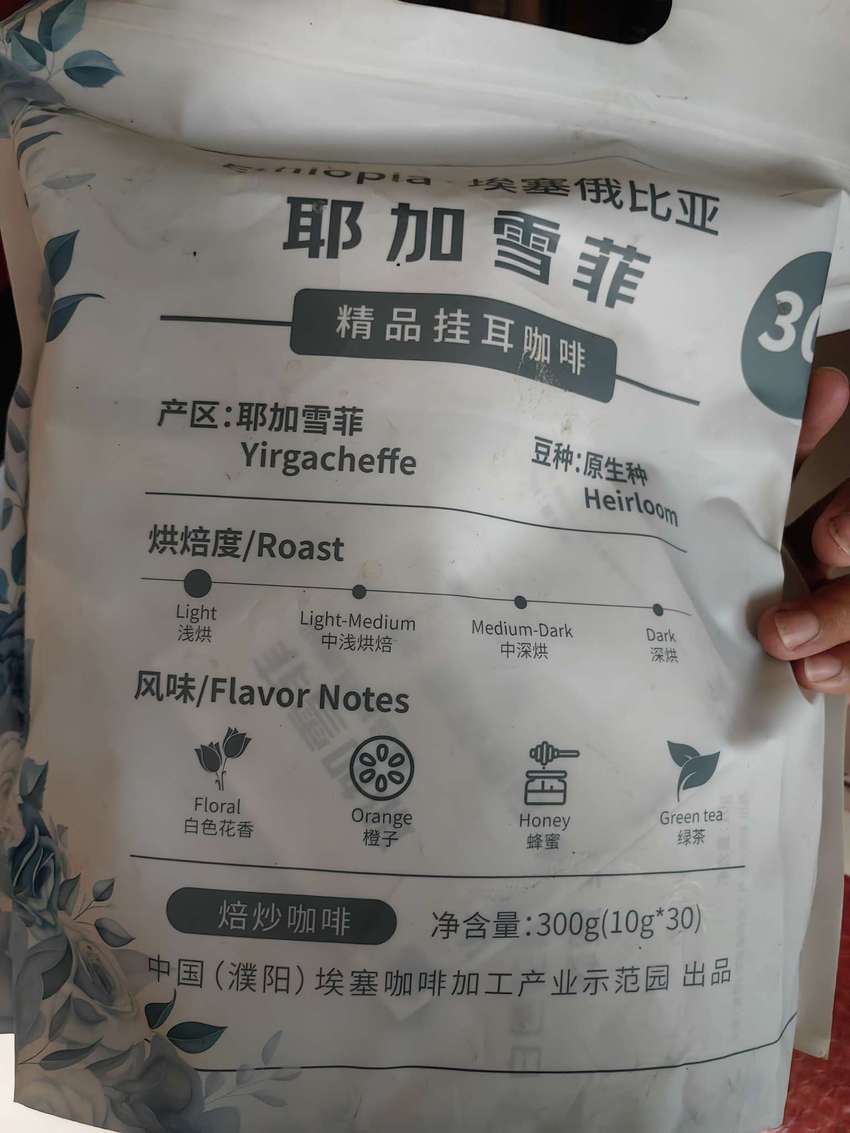 Ethiopia · 埃塞俄比亚
耶加雪菲
精品挂耳咖啡
30
产区：耶加雪菲
Yirgacheffe
豆种：原生种
Heirloom
烘焙度/Roast
Light
浅烘
Light-Medium
中浅烘焙
Medium-Dark
中深烘
Dark
深烘
风味/Flavor Notes
Floral
白色花香
Orange
橙子
Honey
蜂蜜
Green tea
绿茶
焙炒咖啡
净含量：300g(10g*30)
中国（濮阳）埃塞咖啡加工产业示范园 出品